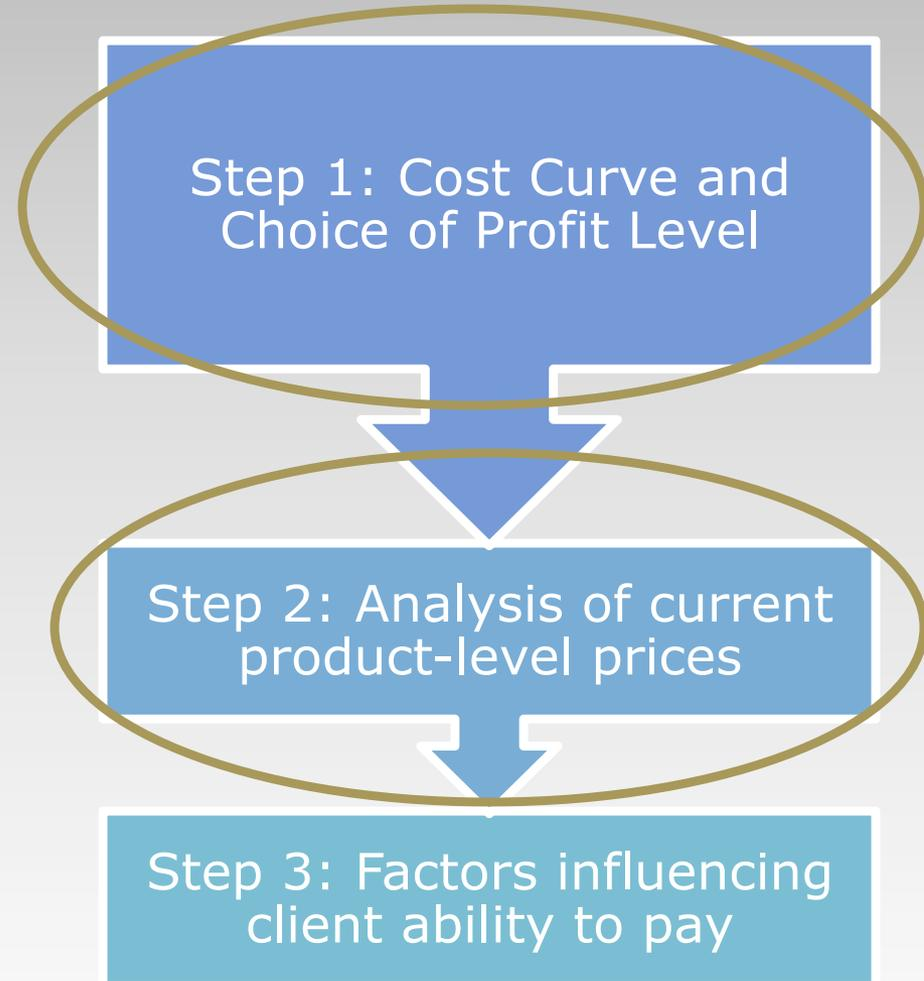 Step 1: Cost Curve and
Choice of Profit Level
Step 2: Analysis of current
product-level prices
Step 3: Factors influencing
client ability to pay